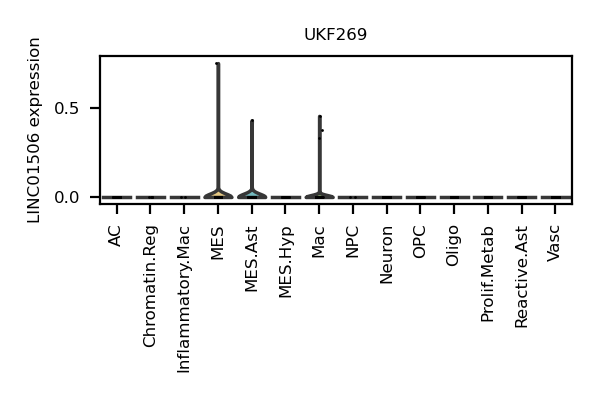 UKF269
LINC01506 expression
0.5
0.0
AC
Chromatin.Reg
Inflammatory.Mac
MES
MES.Ast
MES.Hyp
Mac
NPC
Neuron
OPC
Oligo
Prolif.Metab
Reactive.Ast
Vasc